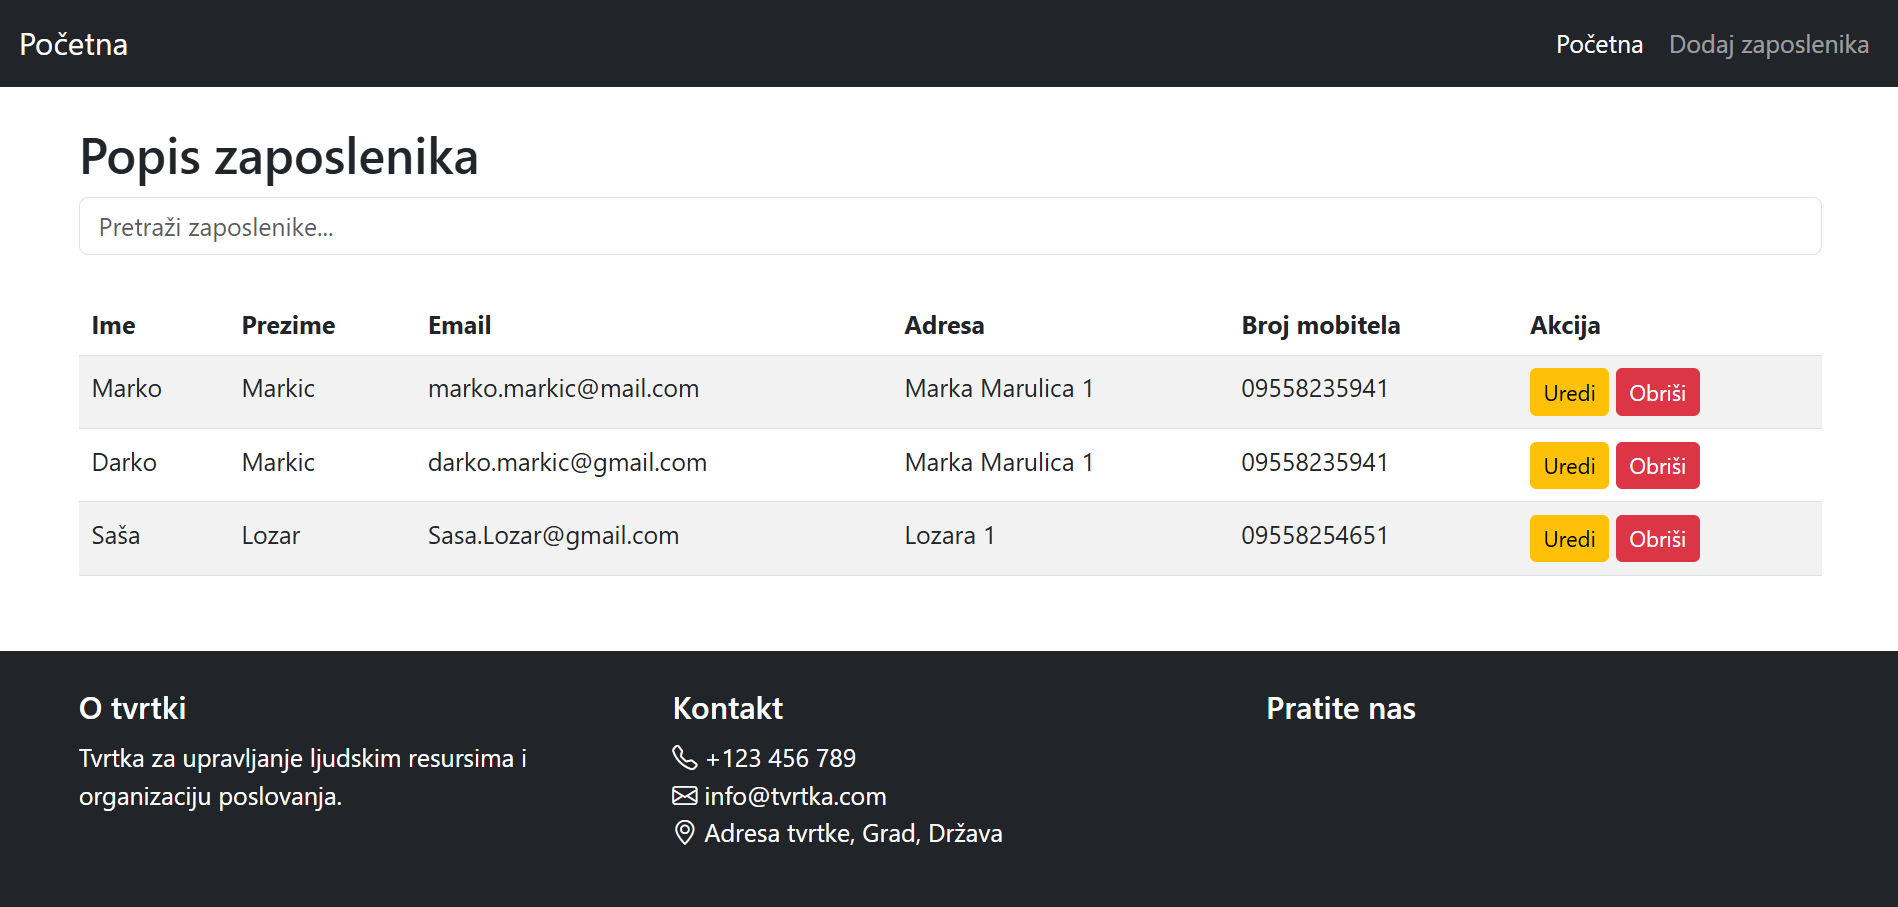 Početna Početna Dodaj zaposlenika
Popis zaposlenika
Pretraži zaposlenike...
Ime Prezime Email Adresa Broj mobitela Akcija
Marko Markic marko.markic@mail.com Marka Marulica 1 09558235941 Uredi Obriši
Darko Markic darko.markic@gmail.com Marka Marulica 1 09558235941 Uredi Obriši
Saša Lozar Sasa.Lozar@gmail.com Lozara 1 09558254651 Uredi Obriši
O tvrtki
Tvrtka za upravljanje ljudskim resursima i
organizaciju poslovanja.
Kontakt
+123 456 789
info@tvrtka.com
Adresa tvrtke, Grad, Država
Pratite nas